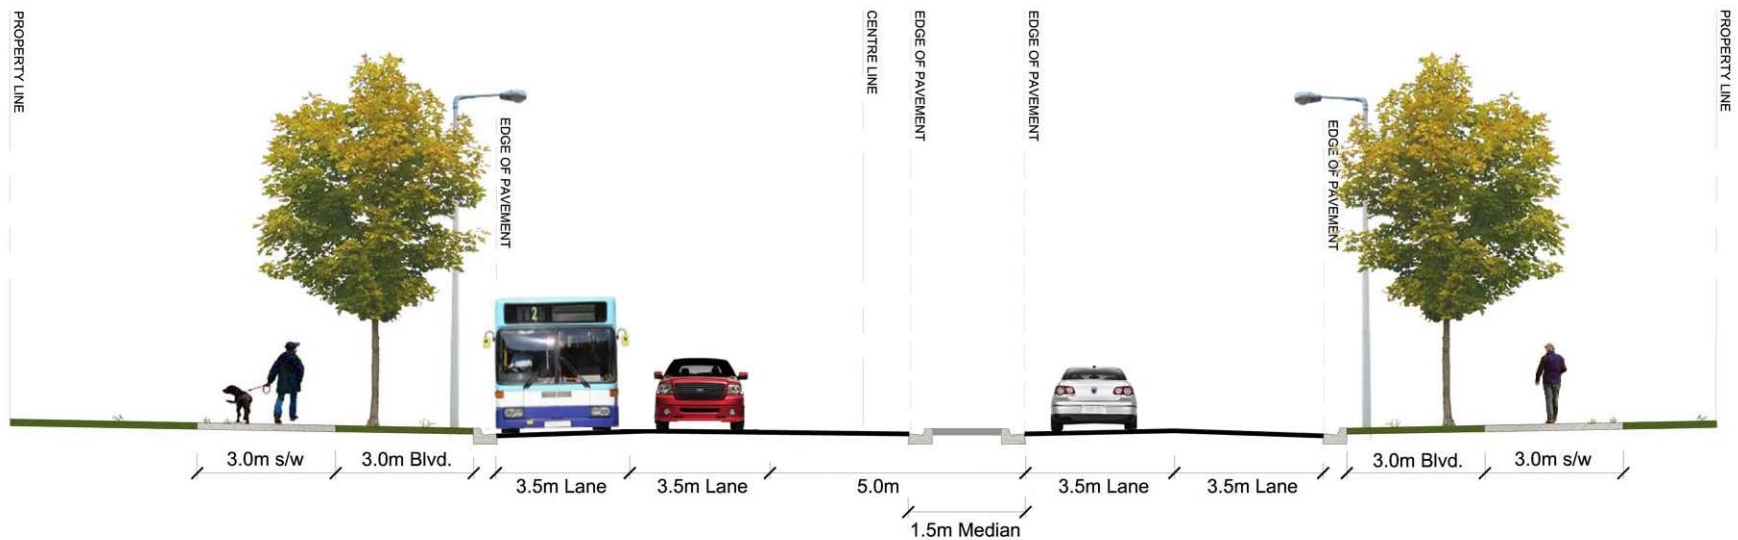 PROPERTY LINE
EDGE OF PAVEMENT
CENTRE LINE
EDGE OF PAVEMENT
EDGE OF PAVEMENT
EDGE OF PAVEMENT
PROPERTY LINE
2
3.0m s/w
3.0m Blvd.
3.5m Lane
3.5m Lane
5.0m
3.5m Lane
3.5m Lane
3.0m Blvd.
3.0m s/w
1.5m Median